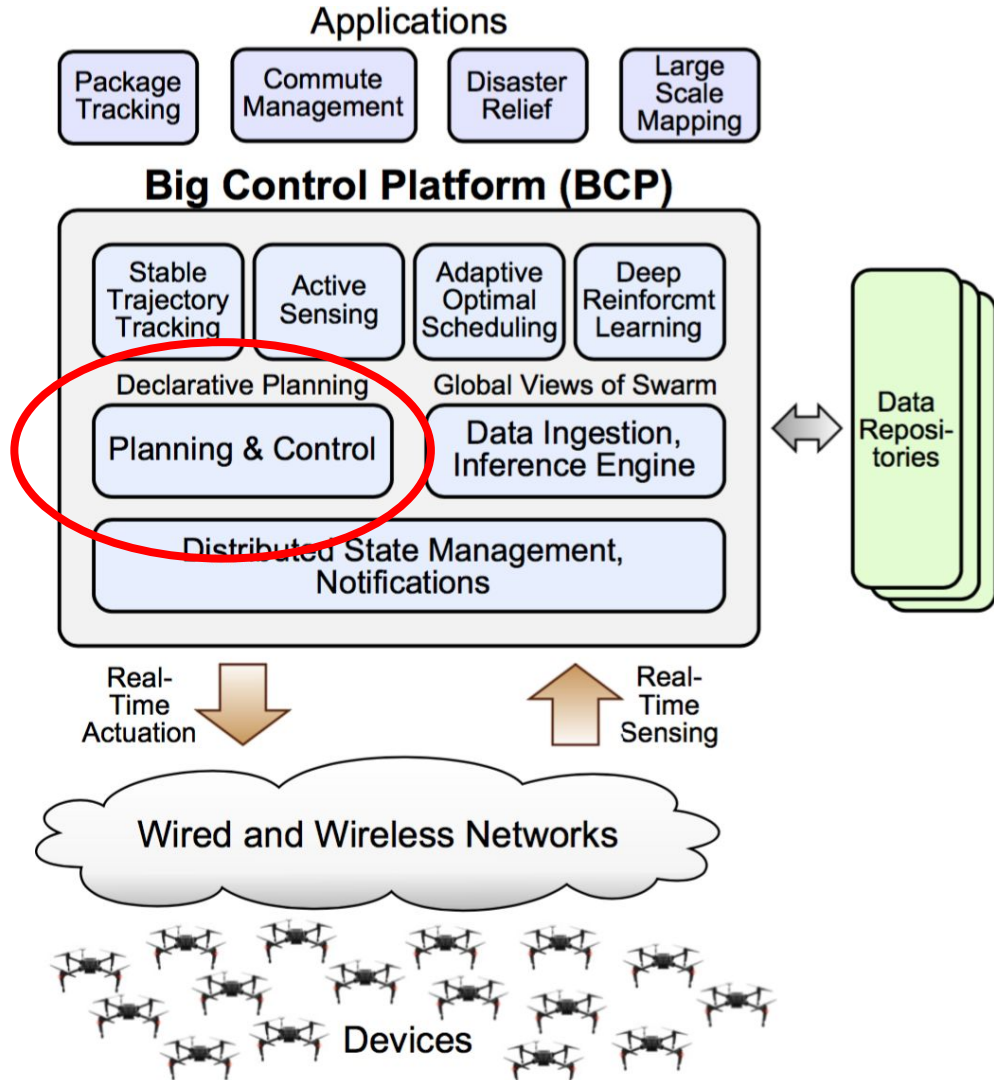 Applications
Package
Tracking
Commute
Management
Disaster
Relief
Large
Scale
Mapping
Big Control Platform (BCP)
Stable
Trajectory
Tracking
Active
Sensing
Adaptive
Optimal
Scheduling
Deep
Reinforcmt
Learning
Declarative Planning
Global Views of Swarm
Planning & Control
Data Ingestion,
Inference Engine
Distributed State Management,
Notifications
Data
Reposi-
tories
Real-
Time
Actuation
Real-
Time
Sensing
Wired and Wireless Networks
Devices